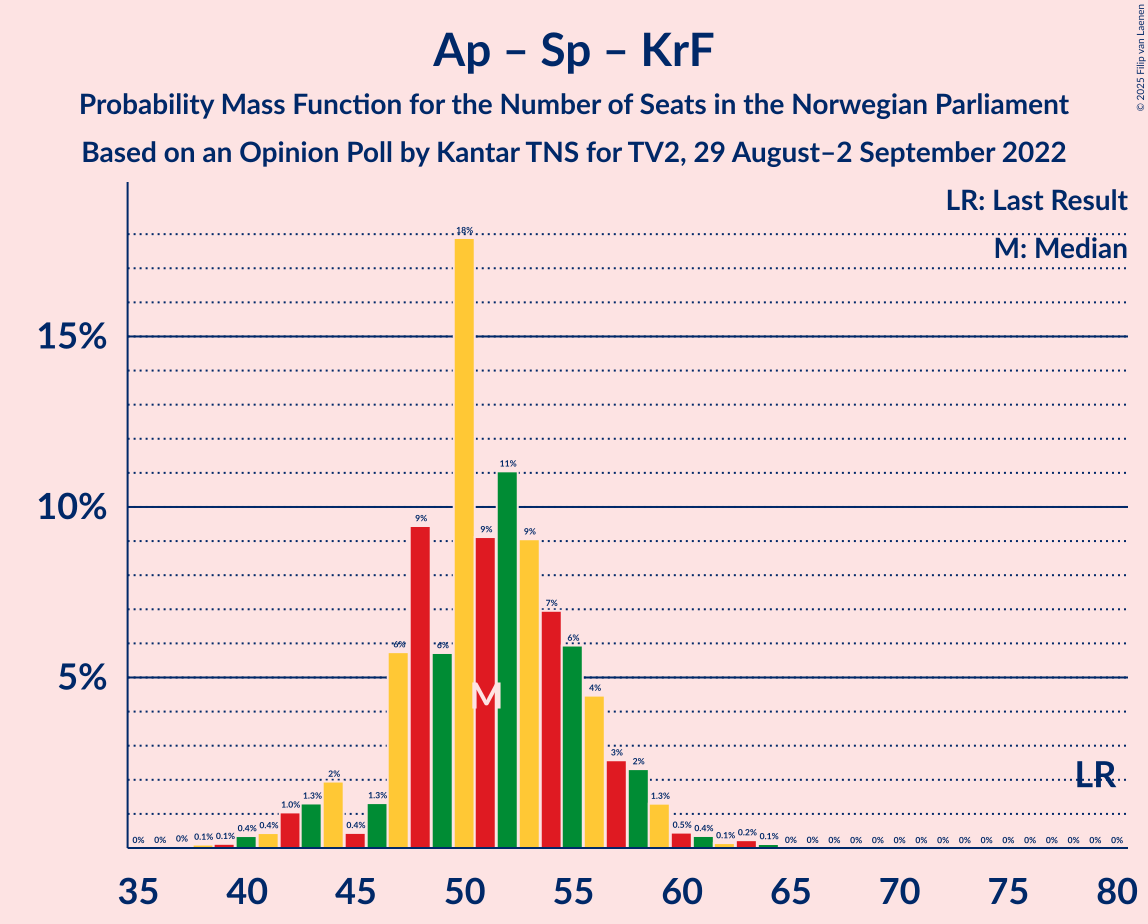 Ap – Sp – KrF
Probability Mass Function for the Number of Seats in the Norwegian Parliament
Based on an Opinion Poll by Kantar TNS for TV2, 29 August–2 September 2022
© 2025 Filip van Laenen
LR: Last Result
M: Median
15%
10%
5%
0% 0% 0% 0.1% 0.1% 0.4% 0.4% 1.0% 1.3% 2% 0.4% 1.3% 6% 9% 6% 18% 9% 11% 9% 7% 6% 4% 3% 2% 1.3% 0.5% 0.4% 0.1% 0.2% 0.1% 0% 0% 0% 0% 0% 0% 0% 0% 0% 0% 0% 0% 0% 0% 0% 0%
M
LR
35 40 45 50 55 60 65 70 75 80